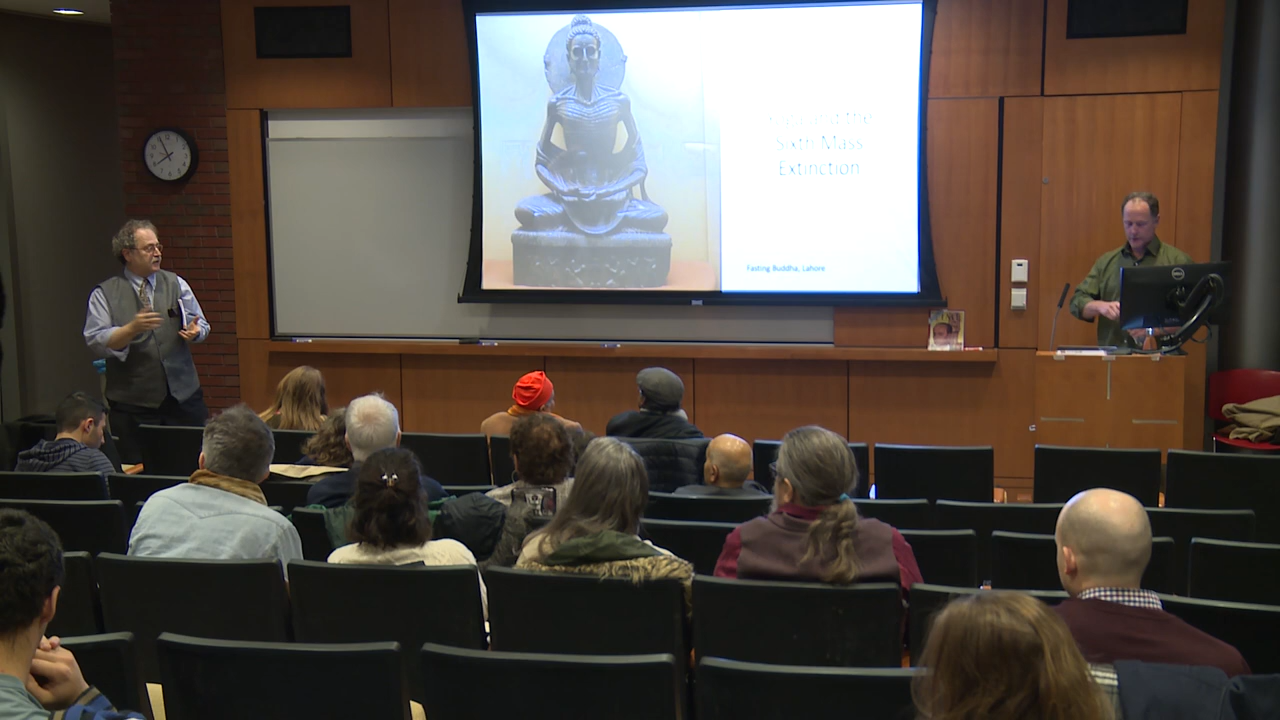 and the
Sixth Mass
Extinction
Fasting Buddha, Lahore
DELL